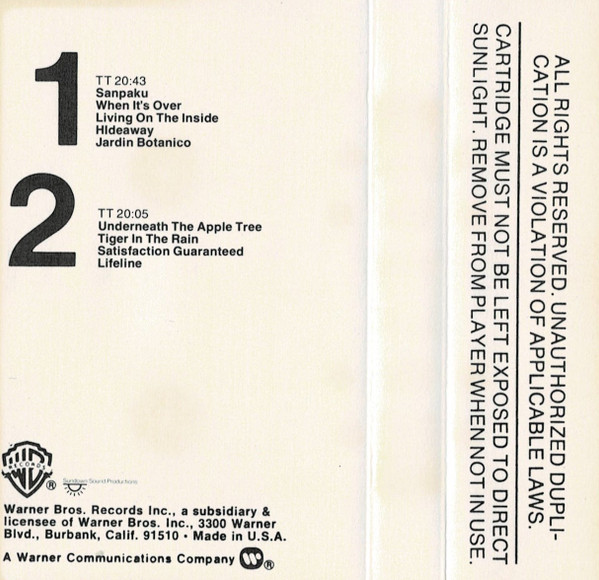 1
TT 20:43
Sanpaku
When It's Over
Living On The Inside
HIdeaway
Jardin Botanico
2
TT 20:05
Underneath The Apple Tree
Tiger In The Rain
Satisfaction Guaranteed
Lifeline
RECORDS
®
Sundown Sound Productions
Warner Bros. Records Inc., a subsidiary &
licensee of Warner Bros. Inc., 3300 Warner
Blvd., Burbank, Calif. 91510 • Made in U.S.A.
A Warner Communications Company ®
ALL RIGHTS RESERVED. UNAUTHORIZED DUPLI-
CATION IS A VIOLATION OF APPLICABLE LAWS.
CARTRIDGE MUST NOT BE LEFT EXPOSED TO DIRECT
SUNLIGHT. REMOVE FROM PLAYER WHEN NOT IN USE.